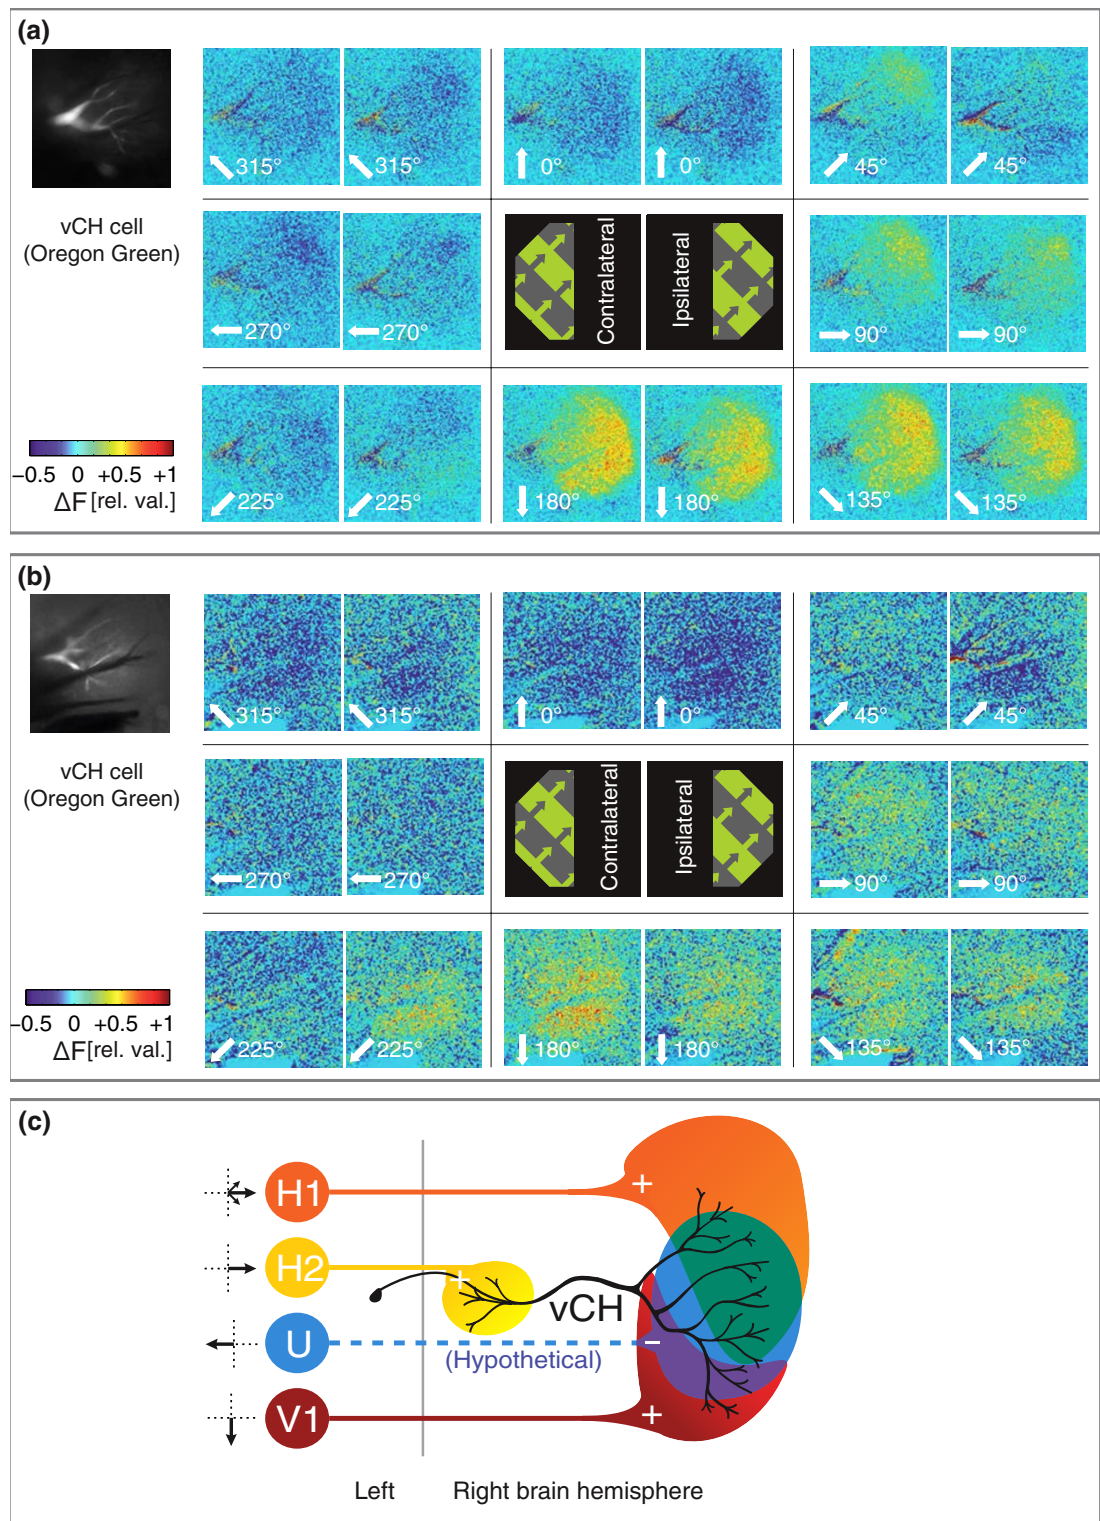 (a)
315°
315°
0°
0°
45°
45°
vCH cell
(Oregon Green)
270°
270°
Contralateral
Ipsilateral
90°
90°
−0.5 0 +0.5 +1
ΔF [rel. val.]
225°
225°
180°
180°
135°
135°
(b)
315°
315°
0°
0°
45°
45°
vCH cell
(Oregon Green)
270°
270°
Contralateral
Ipsilateral
90°
90°
−0.5 0 +0.5 +1
ΔF [rel. val.]
225°
225°
180°
180°
135°
135°
(c)
H1
+
H2
+
vCH
U
−
(Hypothetical)
V1
+
Left
Right brain hemisphere